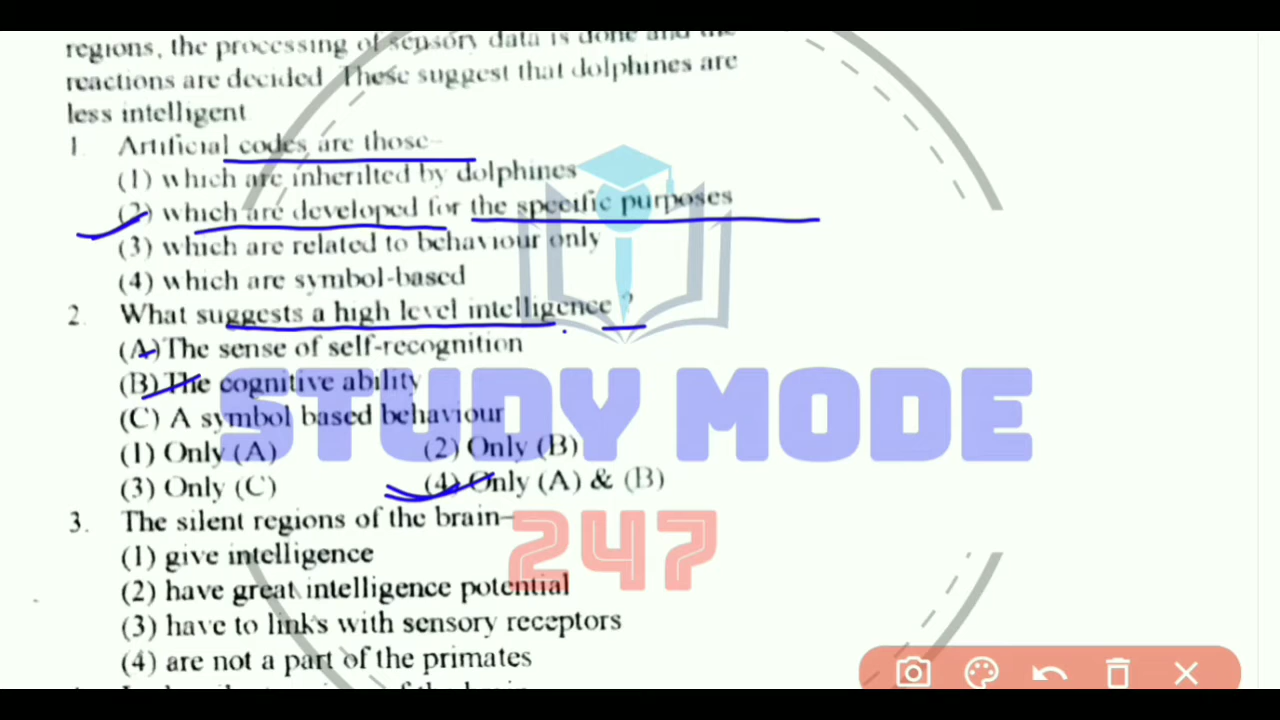 regions, the processing of sensory data is done and the
reactions are decided These suggest that dolphines are
less intelligent
1. Artificial codes are those–
(1) which are inherilted by dolphines
(2) which are developed for the specific purposes
(3) which are related to behaviour only
(4) which are symbol-based
2. What suggests a high level intelligence ?
(A) The sense of self-recognition
(B) The cognitive ability
(C) A symbol based behaviour
(1) Only (A) (2) Only (B)
(3) Only (C) (4) Only (A) & (B)
STUDY MODE
3. The silent regions of the brain–
247
(1) give intelligence
(2) have great intelligence potential
(3) have to links with sensory receptors
(4) are not a part of the primates